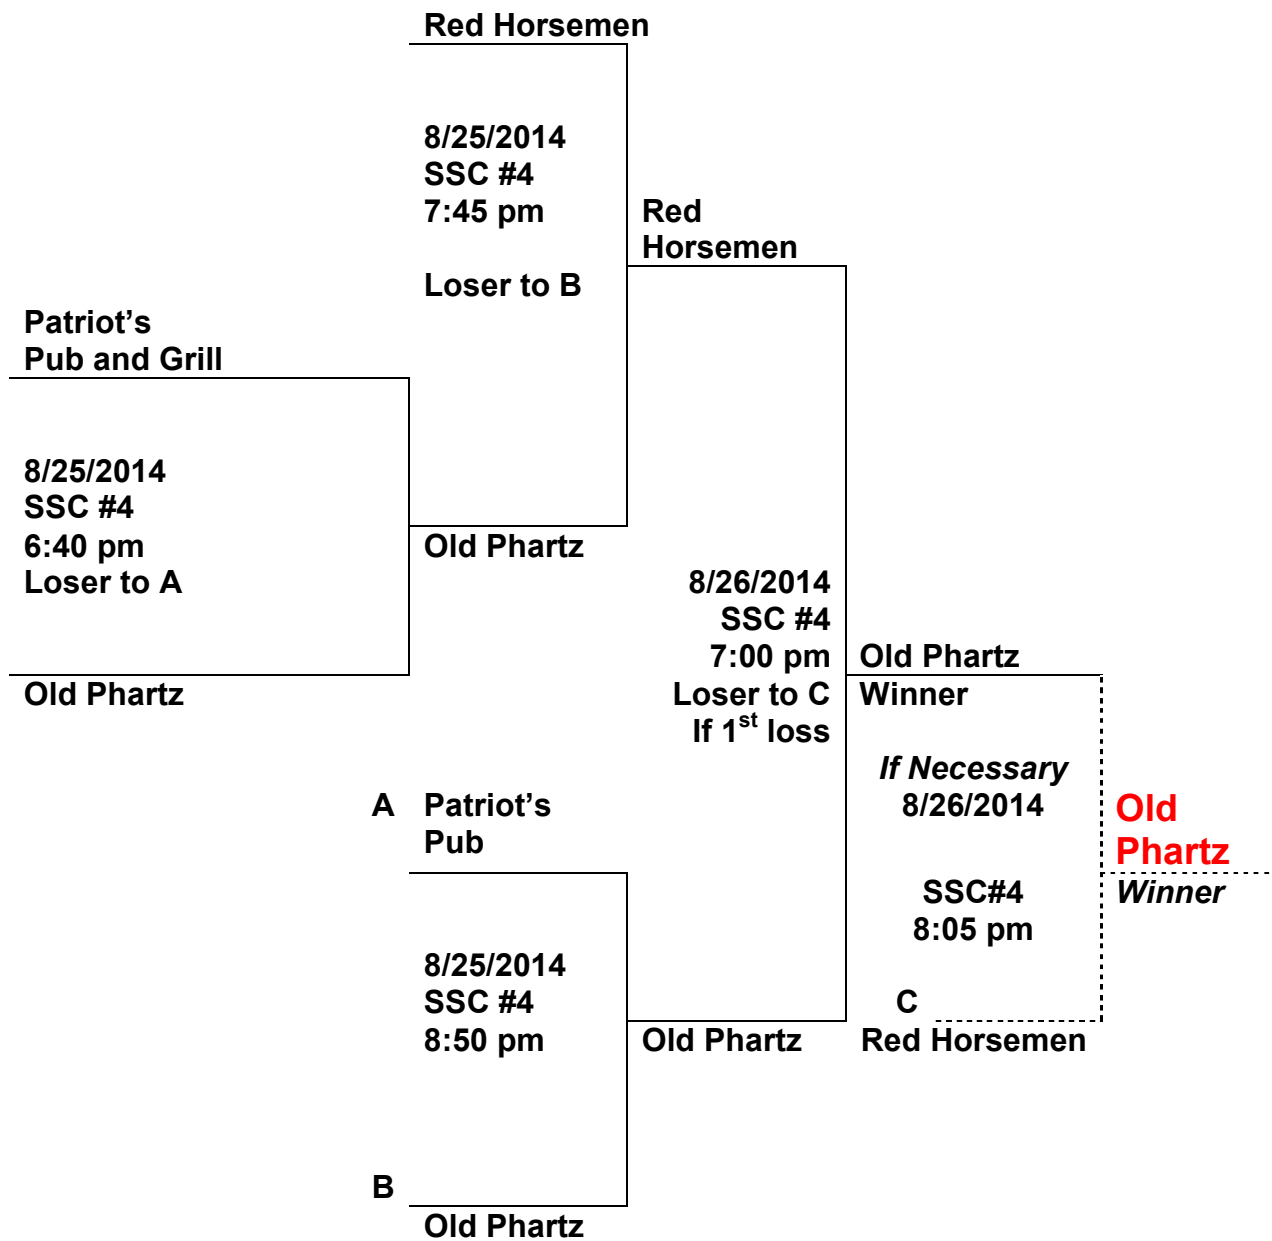 Red Horsemen
8/25/2014
SSC #4
7:45 pm
Loser to B
Red
Horsemen
Patriot’s
Pub and Grill
8/25/2014
SSC #4
6:40 pm
Loser to A
Old Phartz
Old Phartz
8/26/2014
SSC #4
7:00 pm
Loser to C
If 1st loss
Old Phartz
Winner
If Necessary
8/26/2014
SSC#4
8:05 pm
C
Red Horsemen
Old
Phartz
Winner
A Patriot’s
Pub
8/25/2014
SSC #4
8:50 pm
Old Phartz
B
Old Phartz